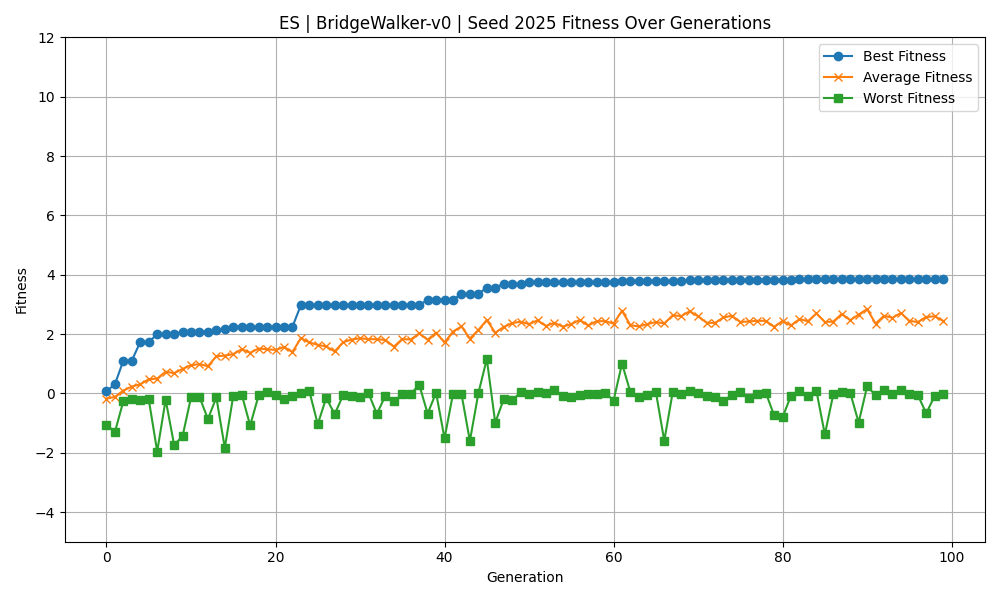 ES | BridgeWalker-v0 | Seed 2025 Fitness Over Generations
Best Fitness
Average Fitness
Worst Fitness
Fitness
12
10
8
6
4
2
0
−2
−4
0
20
40
60
80
100
Generation